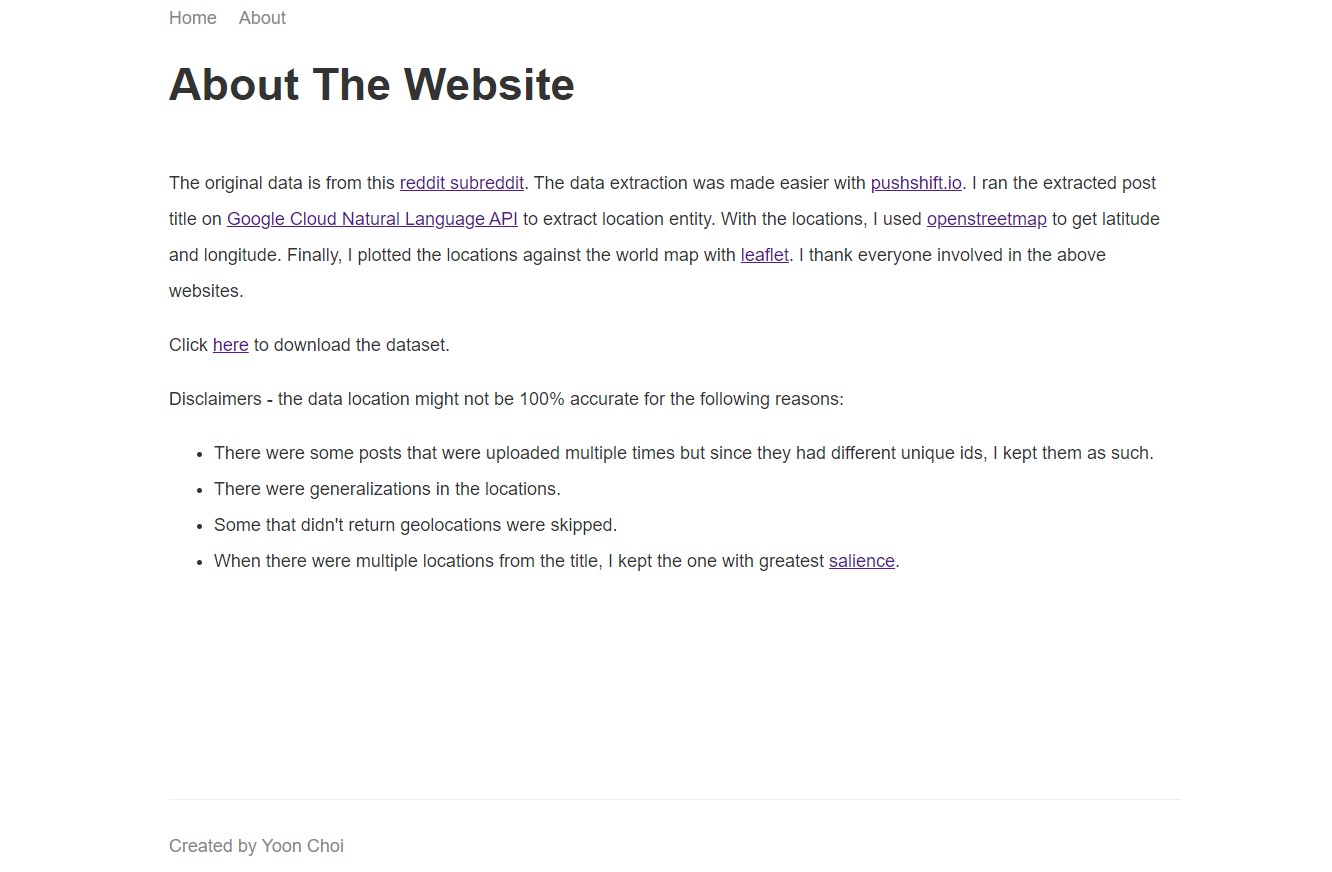 Home About
About The Website
The original data is from this reddit subreddit. The data extraction was made easier with pushshift.io. I ran the extracted post
title on Google Cloud Natural Language API to extract location entity. With the locations, I used openstreetmap to get latitude
and longitude. Finally, I plotted the locations against the world map with leaflet. I thank everyone involved in the above
websites.
Click here to download the dataset.
Disclaimers - the data location might not be 100% accurate for the following reasons:
• There were some posts that were uploaded multiple times but since they had different unique ids, I kept them as such.
• There were generalizations in the locations.
• Some that didn't return geolocations were skipped.
• When there were multiple locations from the title, I kept the one with greatest salience.
Created by Yoon Choi